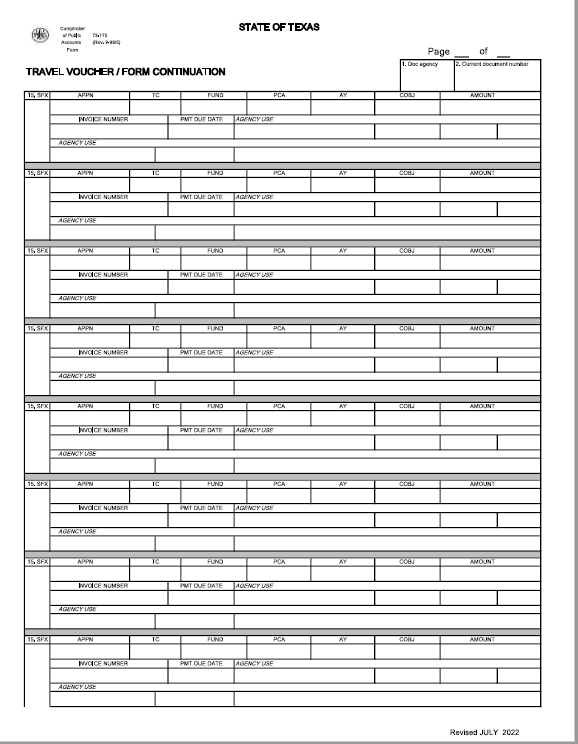 STATE OF TEXAS
Comptroller
of Public
Accounts
Form
73-175
(Rev. 9-99/5)
Page ___ of ___
TRAVEL VOUCHER / FORM CONTINUATION
1. Doc agency 2. Current document number
15. SFX APPN TC FUND PCA AY COBJ AMOUNT
INVOICE NUMBER PMT DUE DATE AGENCY USE
AGENCY USE
15. SFX APPN TC FUND PCA AY COBJ AMOUNT
INVOICE NUMBER PMT DUE DATE AGENCY USE
AGENCY USE
15. SFX APPN TC FUND PCA AY COBJ AMOUNT
INVOICE NUMBER PMT DUE DATE AGENCY USE
AGENCY USE
15. SFX APPN TC FUND PCA AY COBJ AMOUNT
INVOICE NUMBER PMT DUE DATE AGENCY USE
AGENCY USE
15. SFX APPN TC FUND PCA AY COBJ AMOUNT
INVOICE NUMBER PMT DUE DATE AGENCY USE
AGENCY USE
15. SFX APPN TC FUND PCA AY COBJ AMOUNT
INVOICE NUMBER PMT DUE DATE AGENCY USE
AGENCY USE
15. SFX APPN TC FUND PCA AY COBJ AMOUNT
INVOICE NUMBER PMT DUE DATE AGENCY USE
AGENCY USE
15. SFX APPN TC FUND PCA AY COBJ AMOUNT
INVOICE NUMBER PMT DUE DATE AGENCY USE
AGENCY USE
Revised JULY 2022